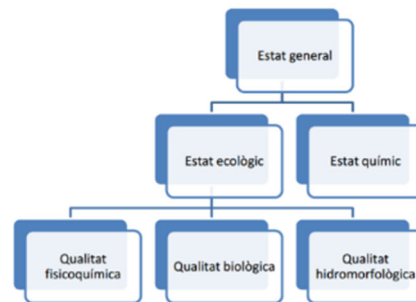 Estat general
Estat ecològic
Estat químic
Qualitat
fisicoquímica
Qualitat biològica
Qualitat
hidromorfològica